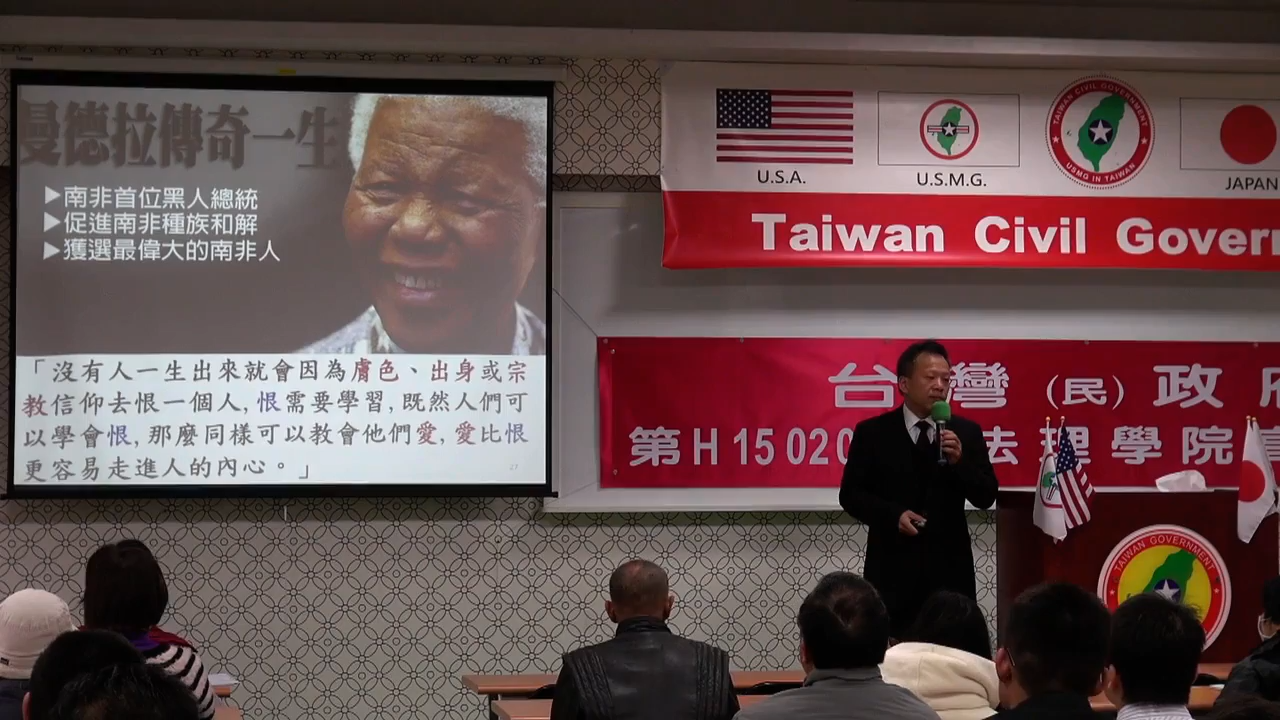 曼德拉傳奇一生
▶南非首位黑人總統
▶促進南非種族和解
▶獲選最偉大的南非人
「沒有人一生出來就會因為膚色、出身或宗
教信仰去恨一個人, 恨需要學習, 既然人們可
以學會恨, 那麼同樣可以教會他們愛, 愛比恨
更容易走進人的內心。」
27
U.S.A.
U.S.M.G.
TAIWAN CIVIL GOVERNMENT
USMG IN TAIWAN
JAPAN
Taiwan Civil Govern
台灣(民)政府
第H15020 法理學院
TAIWAN GOVERNMENT